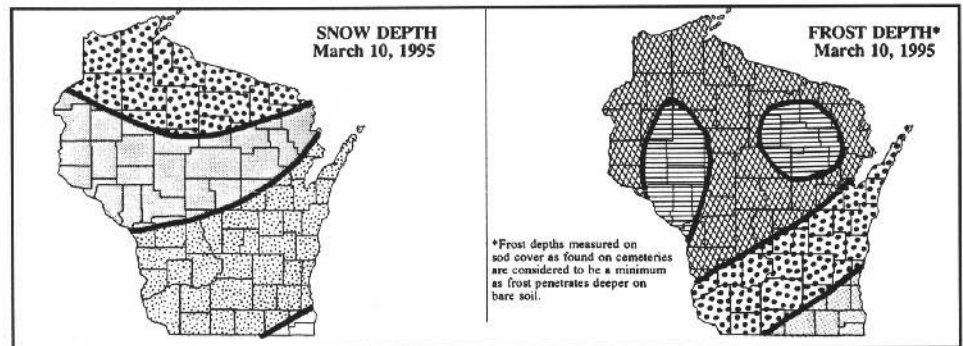 SNOW DEPTH
March 10, 1995
FROST DEPTH*
March 10, 1995
*Frost depths measured on
sod cover as found on cemeteries
are considered to be a minimum
as frost penetrates deeper on
bare soil.